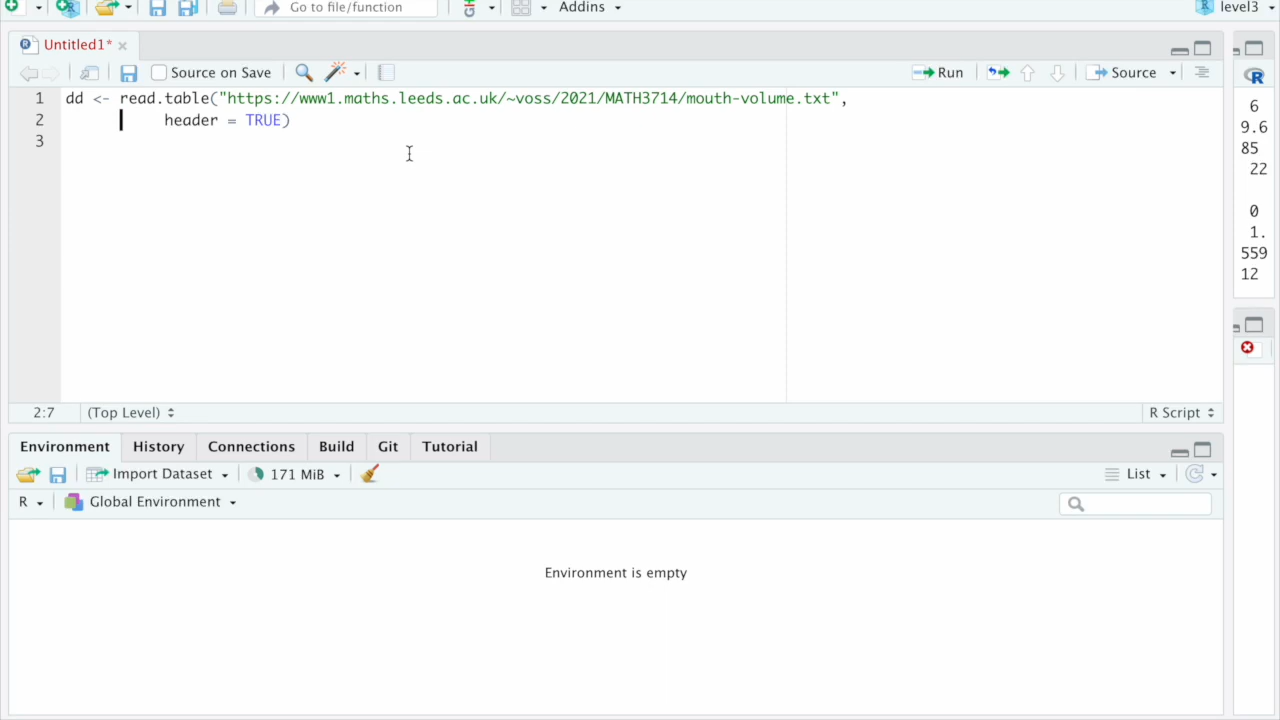 Go to file/function
Addins
level3
Untitled1*
Source on Save
Run
Source
1 dd <- read.table("https://www1.maths.leeds.ac.uk/~voss/2021/MATH3714/mouth-volume.txt",
2 header = TRUE)
3
6
9.6
85
22
0
1.
559
12
2:7 (Top Level) R Script
Environment History Connections Build Git Tutorial
Import Dataset 171 MiB List
R Global Environment
Environment is empty